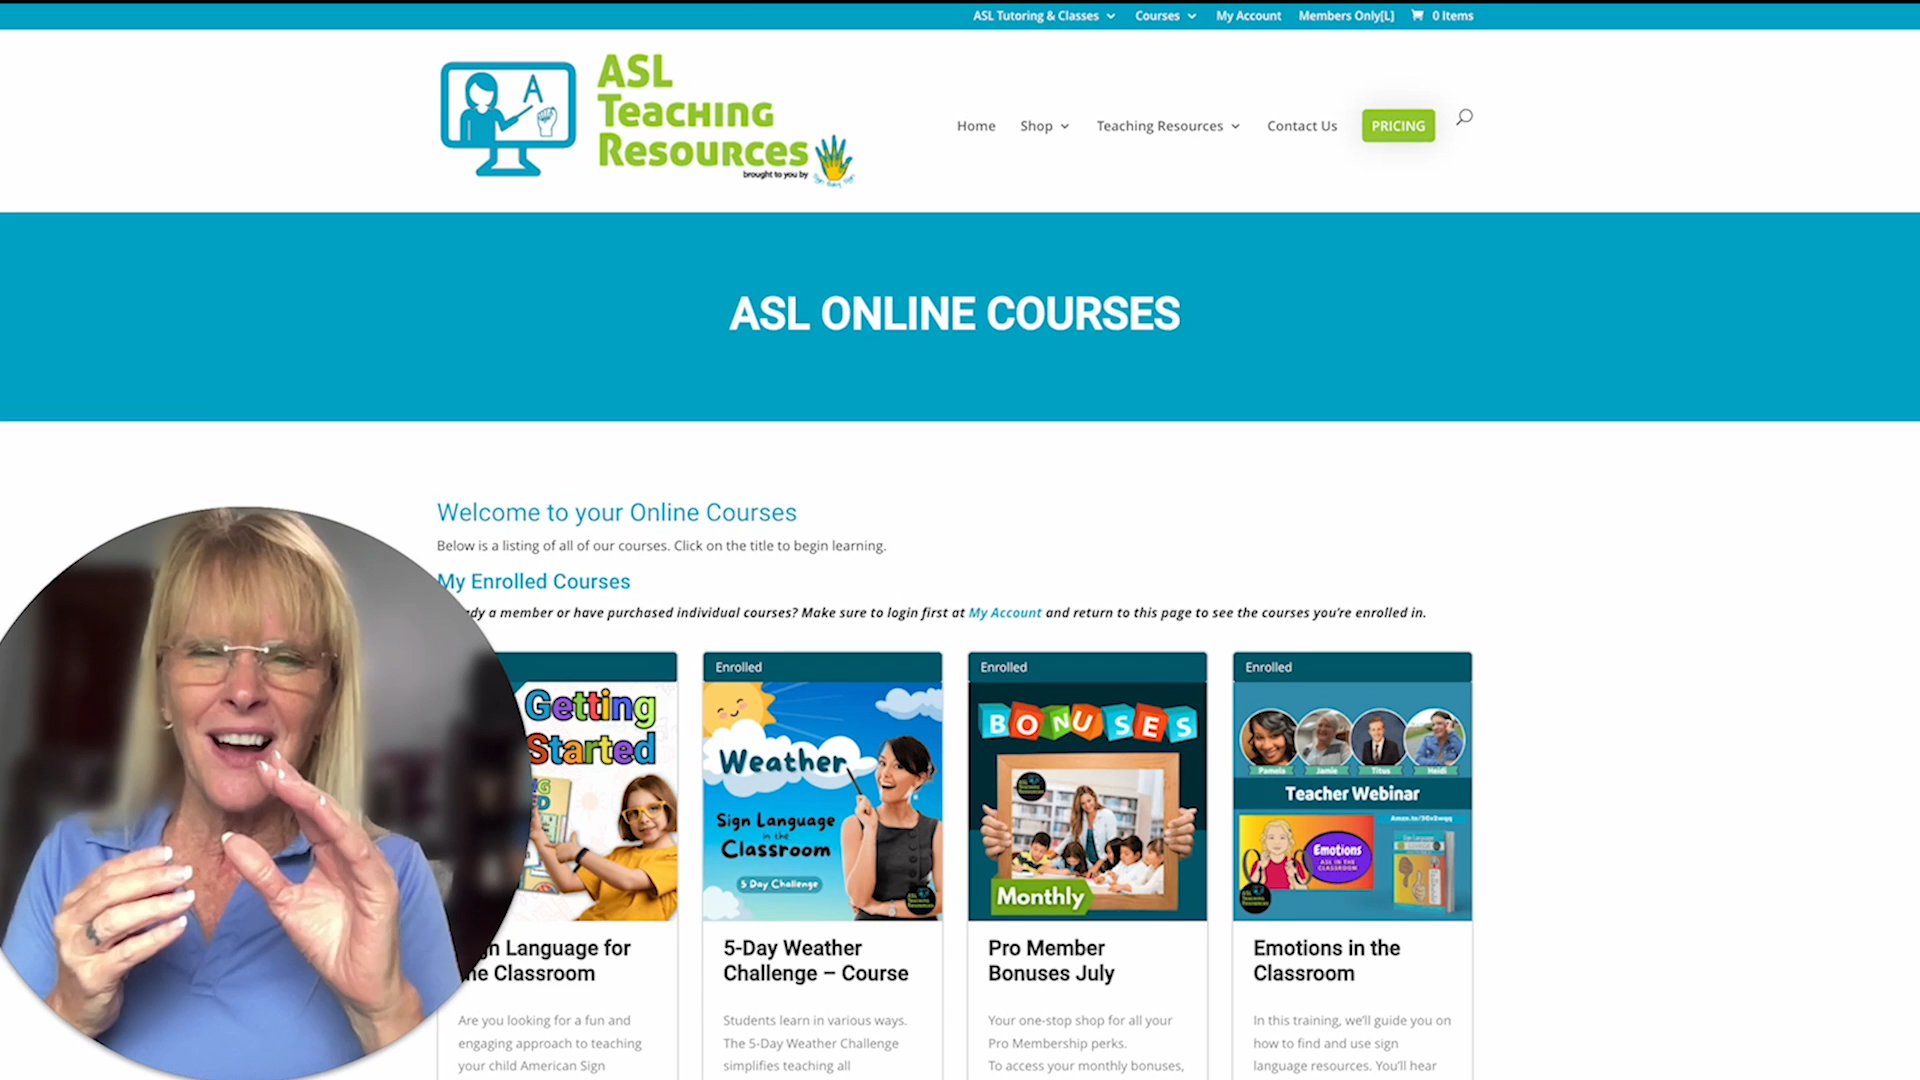 ASL Tutoring & Classes Courses My Account Members Only[L] 0 Items
ASL
Teaching
Resources
brought to you by
A
Home Shop Teaching Resources Contact Us PRICING
ASL ONLINE COURSES
Welcome to your Online Courses
Below is a listing of all of our courses. Click on the title to begin learning.
My Enrolled Courses
a member or have purchased individual courses? Make sure to login first at My Account and return to this page to see the courses you're enrolled in.
Getting
Started
Language for
Classroom
Are you looking for a fun and
engaging approach to teaching
your child American Sign
Enrolled
Weather
Sign Language
in the
Classroom
5 Day Challenge
5-Day Weather
Challenge – Course
Students learn in various ways.
The 5-Day Weather Challenge
simplifies teaching all
Enrolled
BONUSES
Monthly
Pro Member
Bonuses July
Your one-stop shop for all your
Pro Membership perks.
To access your monthly bonuses,
Enrolled
Pamela Jamie Titus Heidi
Teacher Webinar
Emotions
ASL IN THE
CLASSROOM
Emotions in the
Classroom
In this training, we'll guide you on
how to find and use sign
language resources. You'll hear